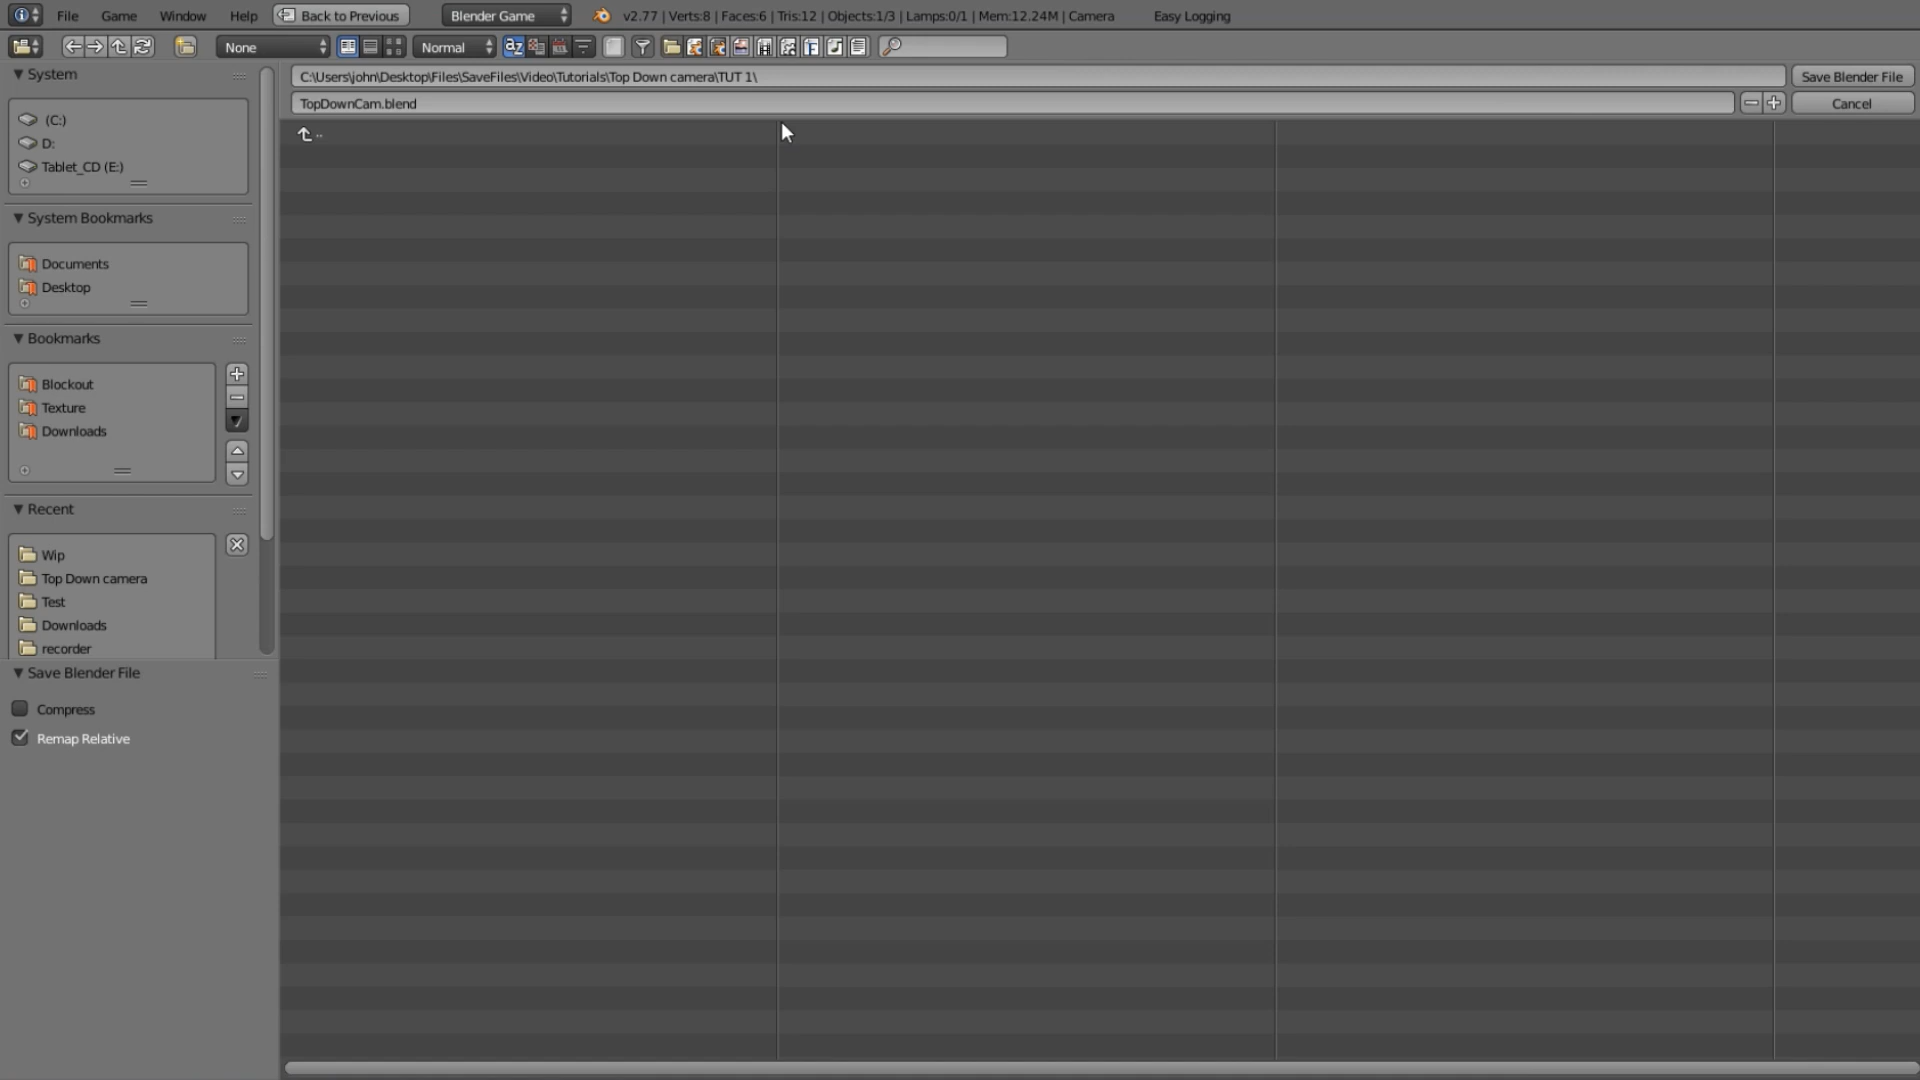 File Game Window Help Back to Previous Blender Game v2.77 | Verts:8 | Faces:6 | Tris:12 | Objects:1/3 | Lamps:0/1 | Mem:12.24M | Camera Easy Logging
None Normal
System
(C:)
D:
Tablet_CD (E:)
System Bookmarks
Documents
Desktop
Bookmarks
Blockout
Texture
Downloads
Recent
Wip
Top Down camera
Test
Downloads
recorder
Save Blender File
Compress
Remap Relative
C:\Users\john\Desktop\Files\SaveFiles\Video\Tutorials\Top Down camera\TUT 1\
Save Blender File
TopDownCam.blend
Cancel
..